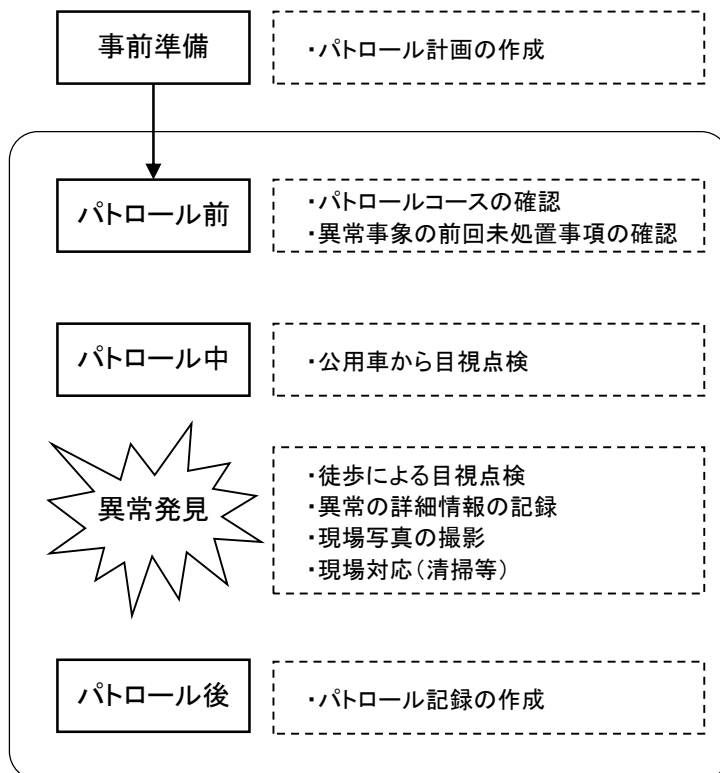 事前準備
・パトロール計画の作成
パトロール前
・パトロールコースの確認
・異常事象の前回未処置事項の確認
パトロール中
・公用車から目視点検
異常発見
・徒歩による目視点検
・異常の詳細情報の記録
・現場写真の撮影
・現場対応(清掃等)
パトロール後
・パトロール記録の作成